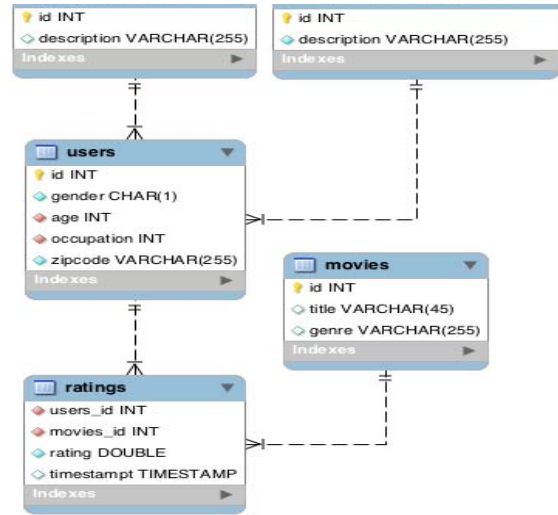 id INT
description VARCHAR(255)
Indexes
id INT
description VARCHAR(255)
Indexes
users
id INT
gender CHAR(1)
age INT
occupation INT
zipcode VARCHAR(255)
Indexes
movies
id INT
title VARCHAR(45)
genre VARCHAR(255)
Indexes
ratings
users_id INT
movies_id INT
rating DOUBLE
timestampt TIMESTAMP
Indexes